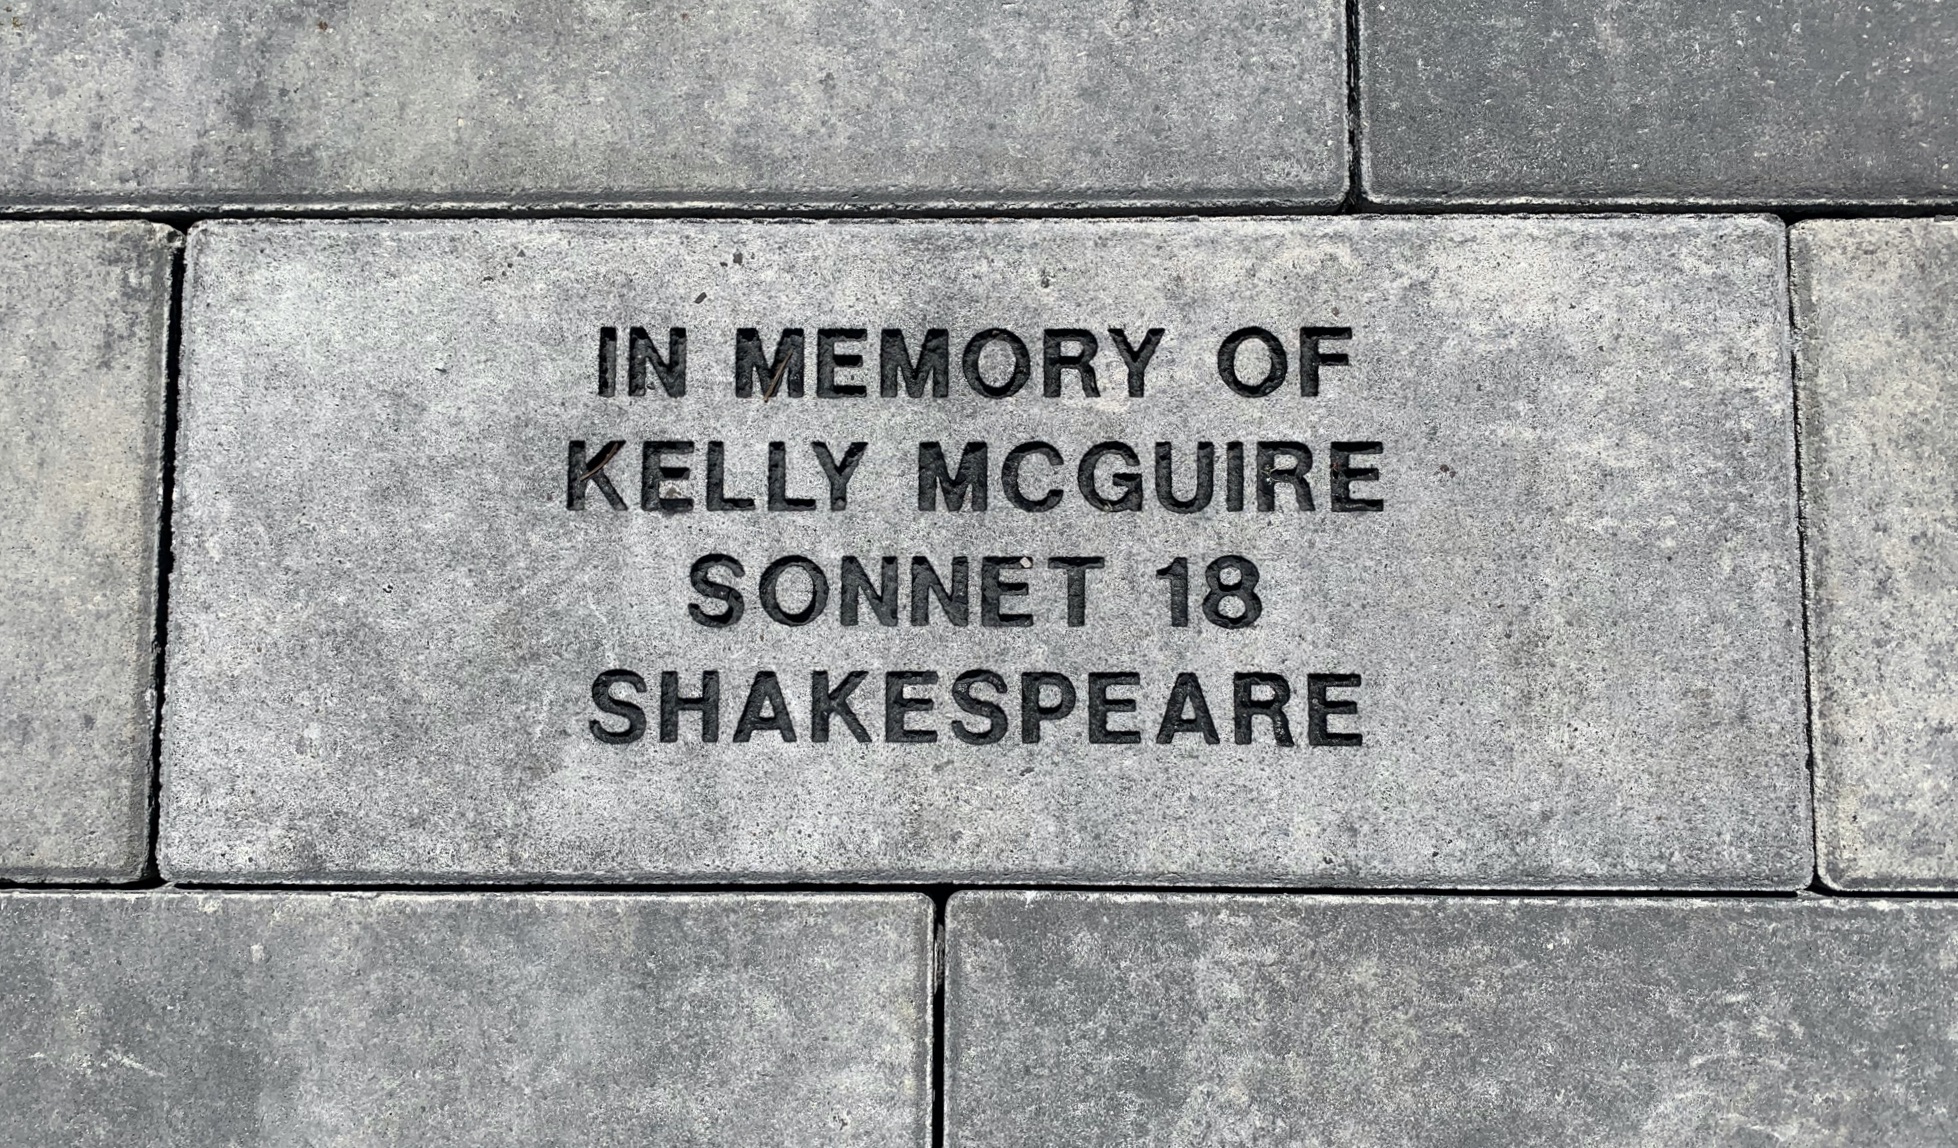 IN MEMORY OF
KELLY MCGUIRE
SONNET 18
SHAKESPEARE